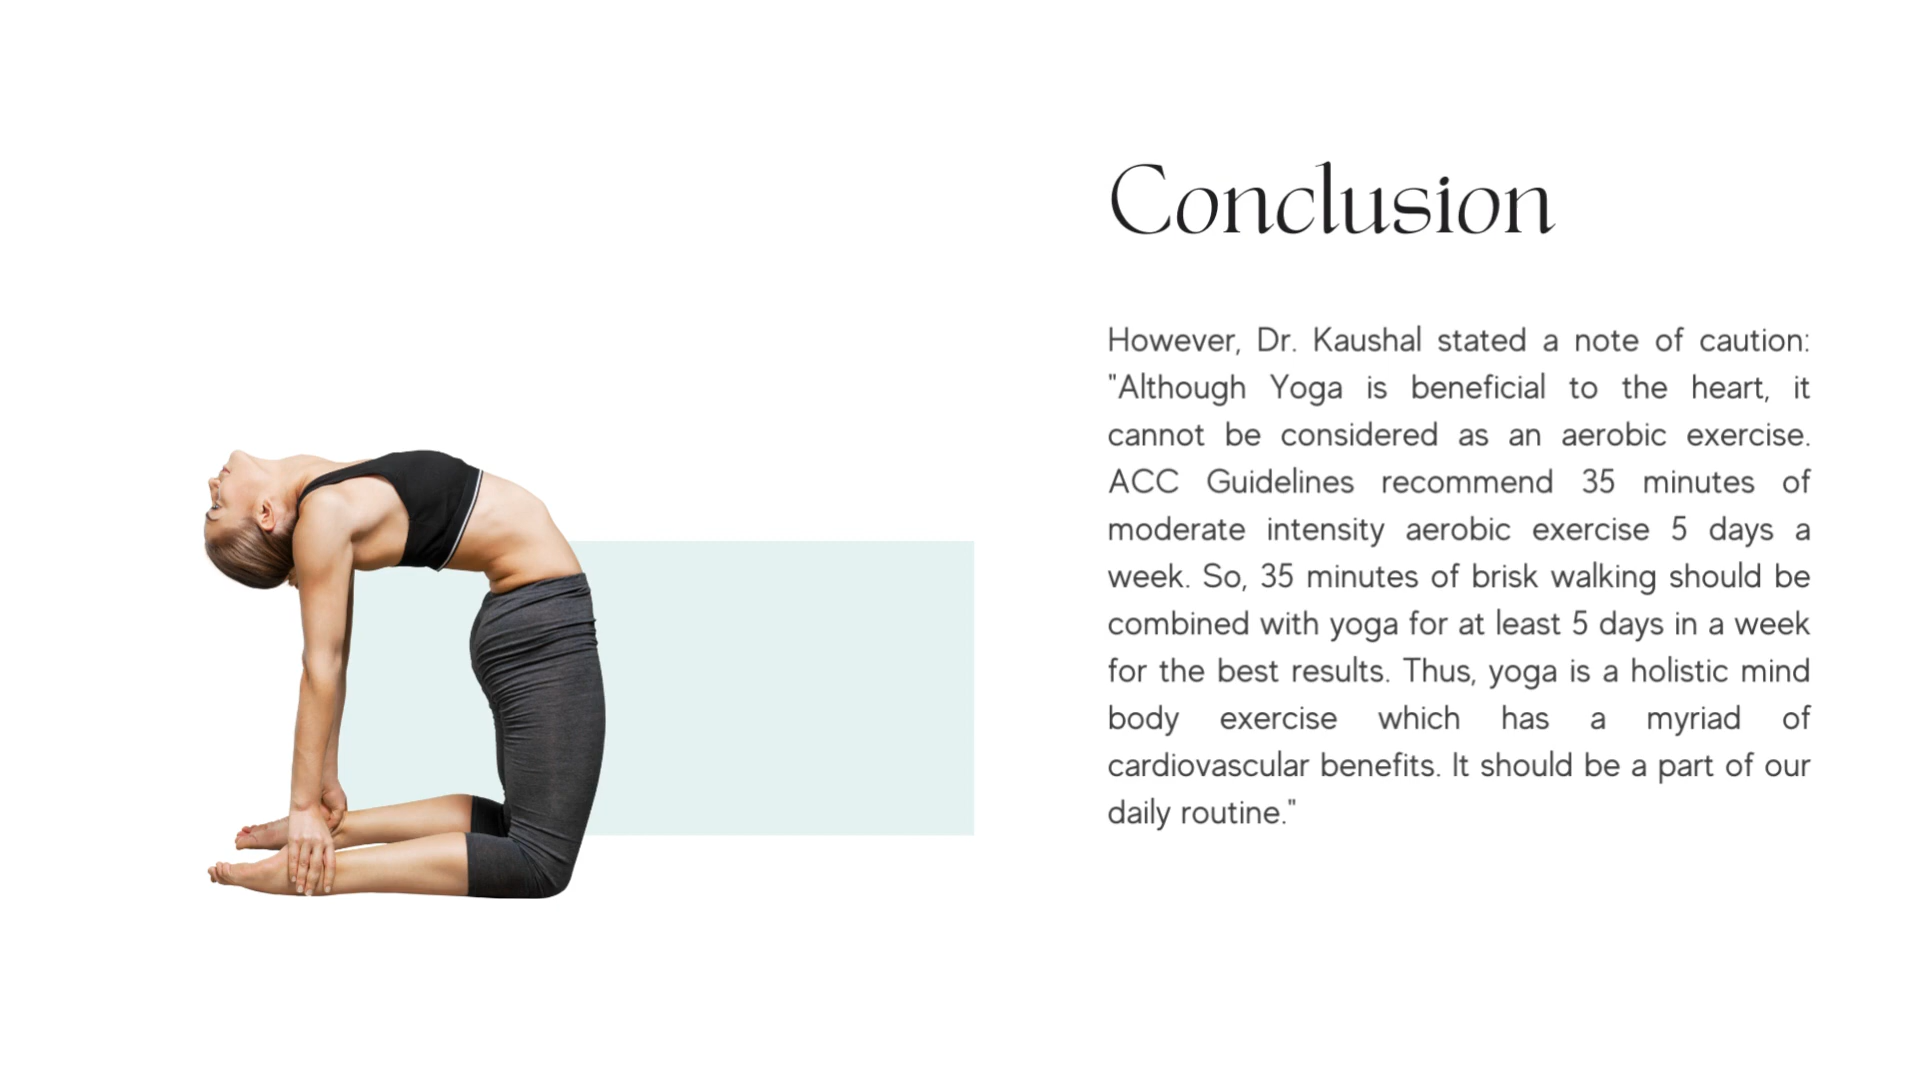 Conclusion
However, Dr. Kaushal stated a note of caution:
"Although Yoga is beneficial to the heart, it
cannot be considered as an aerobic exercise.
ACC Guidelines recommend 35 minutes of
moderate intensity aerobic exercise 5 days a
week. So, 35 minutes of brisk walking should be
combined with yoga for at least 5 days in a week
for the best results. Thus, yoga is a holistic mind
body exercise which has a myriad of
cardiovascular benefits. It should be a part of our
daily routine."